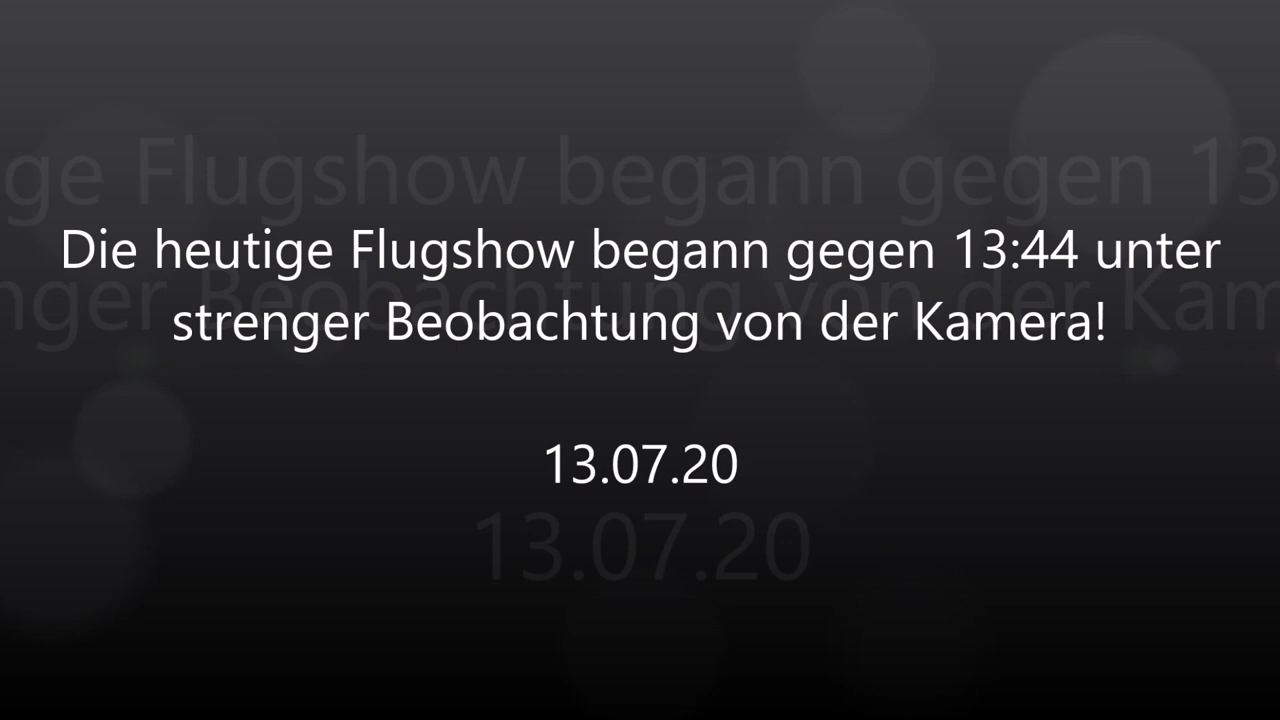 Die heutige Flugshow begann gegen 13:44 unter
strenger Beobachtung von der Kamera!
13.07.20